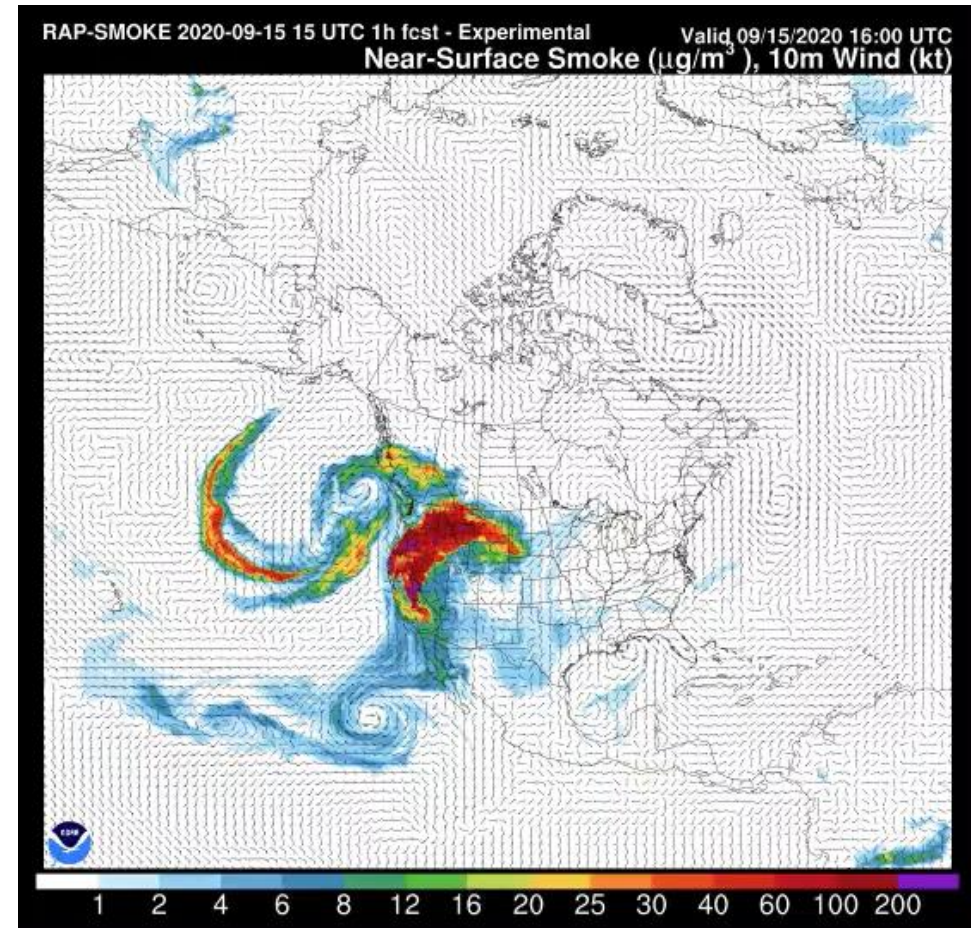 RAP-SMOKE 2020-09-15 15 UTC 1h fcst - Experimental
Valid 09/15/2020 16:00 UTC
Near-Surface Smoke (μg/m³ ), 10m Wind (kt)
1 2 4 6 8 12 16 20 25 30 40 60 100 200